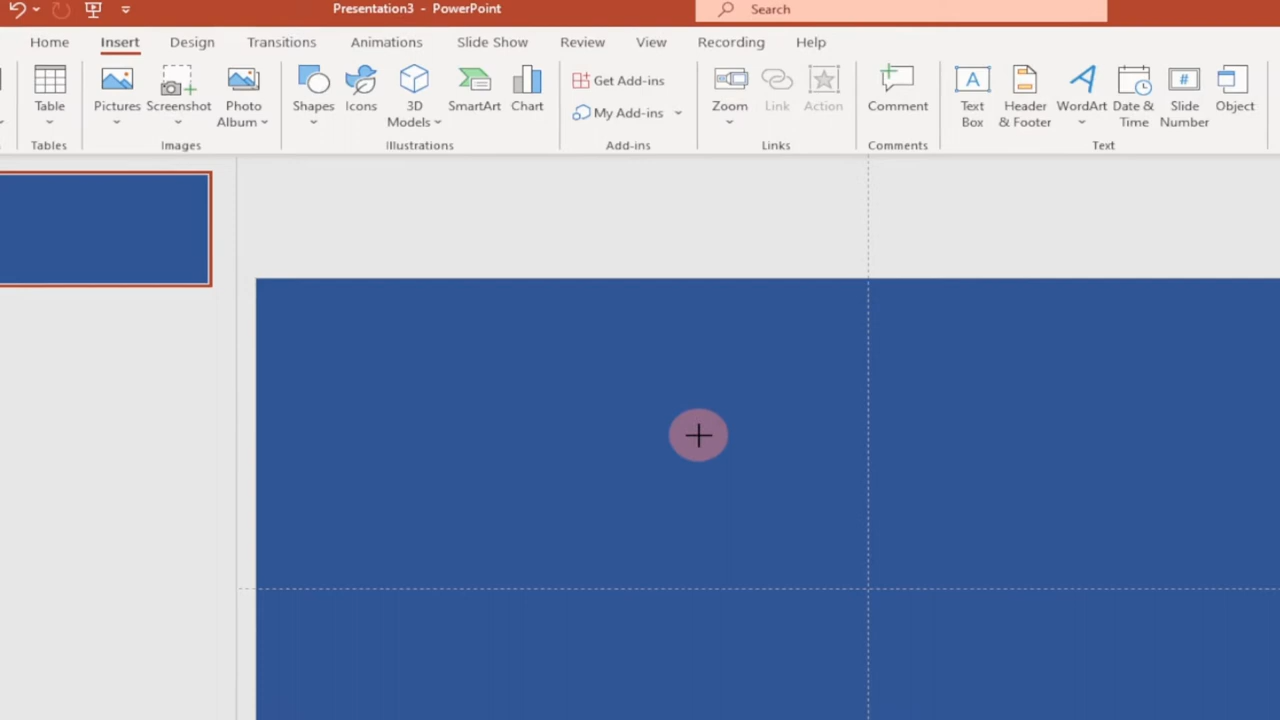 Presentation3 - PowerPoint
Search
Home Insert Design Transitions Animations Slide Show Review View Recording Help
Table
Pictures
Screenshot
Photo
Album
Shapes
Icons
3D
Models
SmartArt
Chart
Get Add-ins
My Add-ins
Zoom
Link
Action
Comment
A
Text
Box
Header
& Footer
A
WordArt
Date &
Time
#
Slide
Number
Object
Tables Images Illustrations Add-ins Links Comments Text